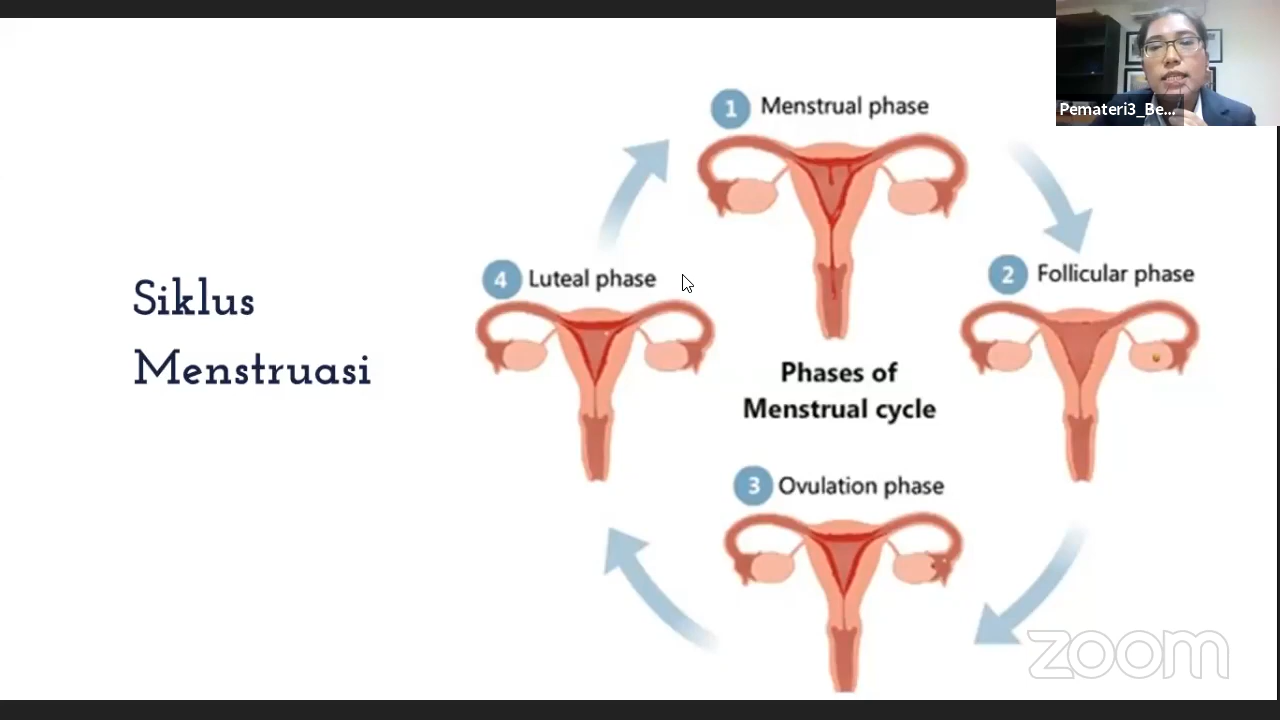 Pemateri3_Be...
1 Menstrual phase
4 Luteal phase
2 Follicular phase
Siklus
Menstruasi
Phases of
Menstrual cycle
3 Ovulation phase
zoom